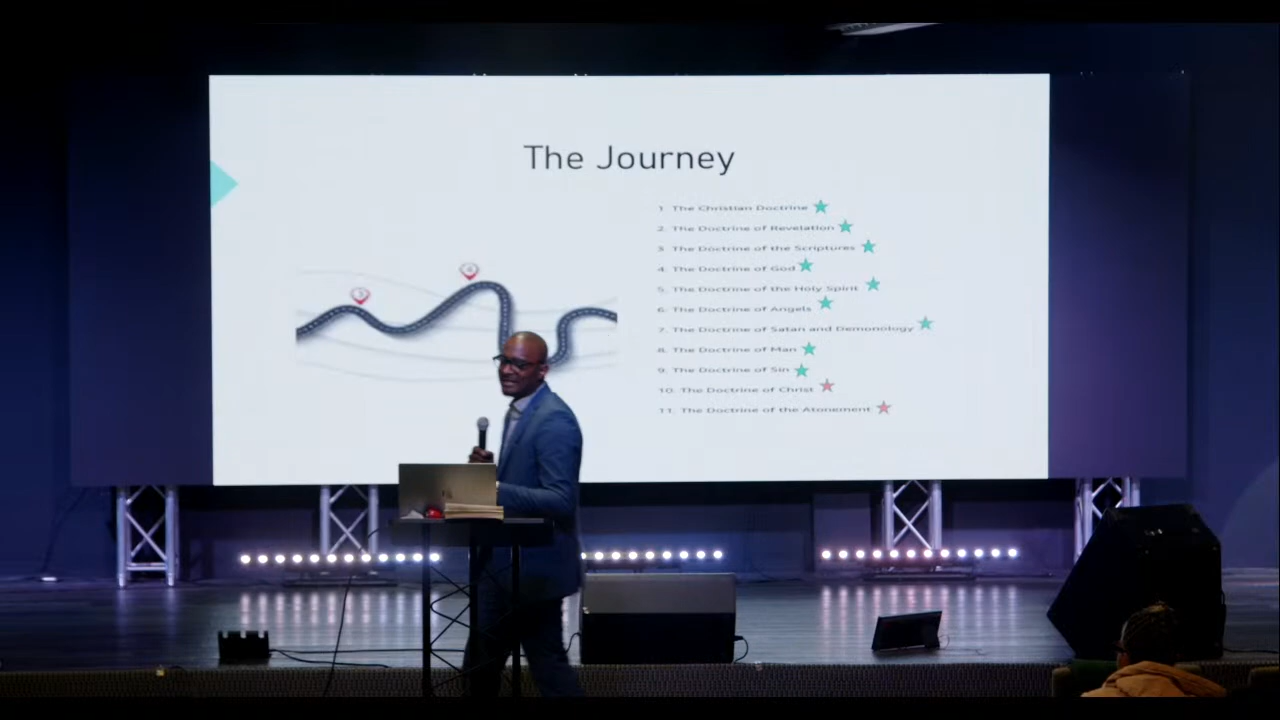 The Journey
1 The Christian Doctrine
2. The Doctrine of Revelation
3 The Doctrine of the Scriptures
4. The Doctrine of God
5. The Doctrine of the Holy Spirit
6. The Doctrine of Angels
7. The Doctrine of Satan and Demonology
8. The Doctrine of Man
9. The Doctrine of Sin
10. The Doctrine of Christ
11. The Doctrine of the Atonement